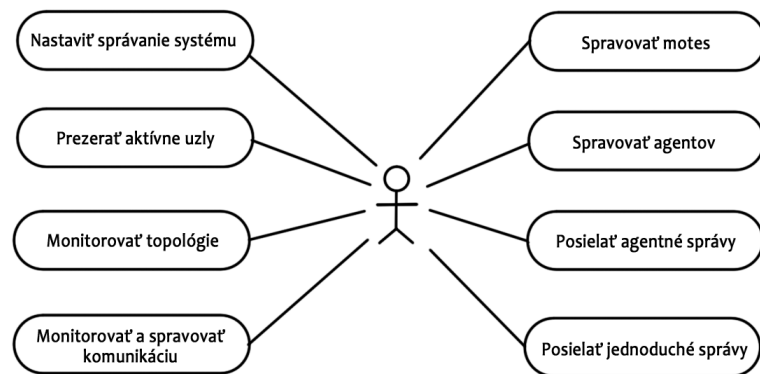 Nastaviť správanie systému
Prezerať aktívne uzly
Monitorovať topológie
Monitorovať a spravovať
komunikáciu
Spravovať motes
Spravovať agentov
Posielať agentné správy
Posielať jednoduché správy